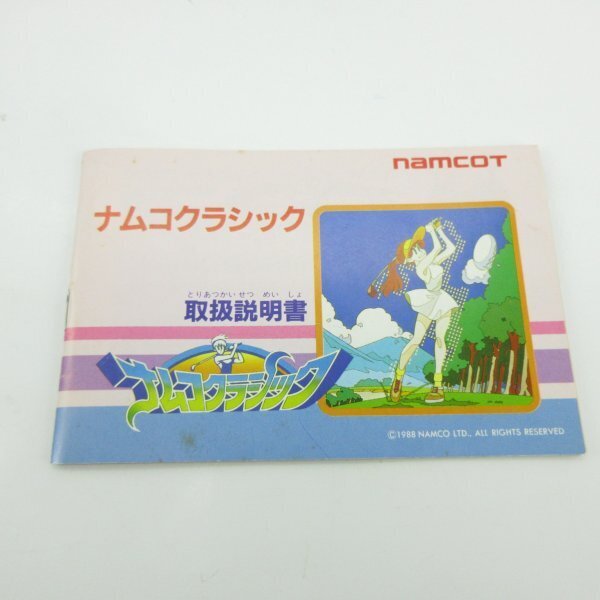 namcoT
ナムコクラシック
とりあつかいせつ めい しょ
取扱説明書
ナムコクラシック
©1988 NAMCO LTD., ALL RIGHTS RESERVED